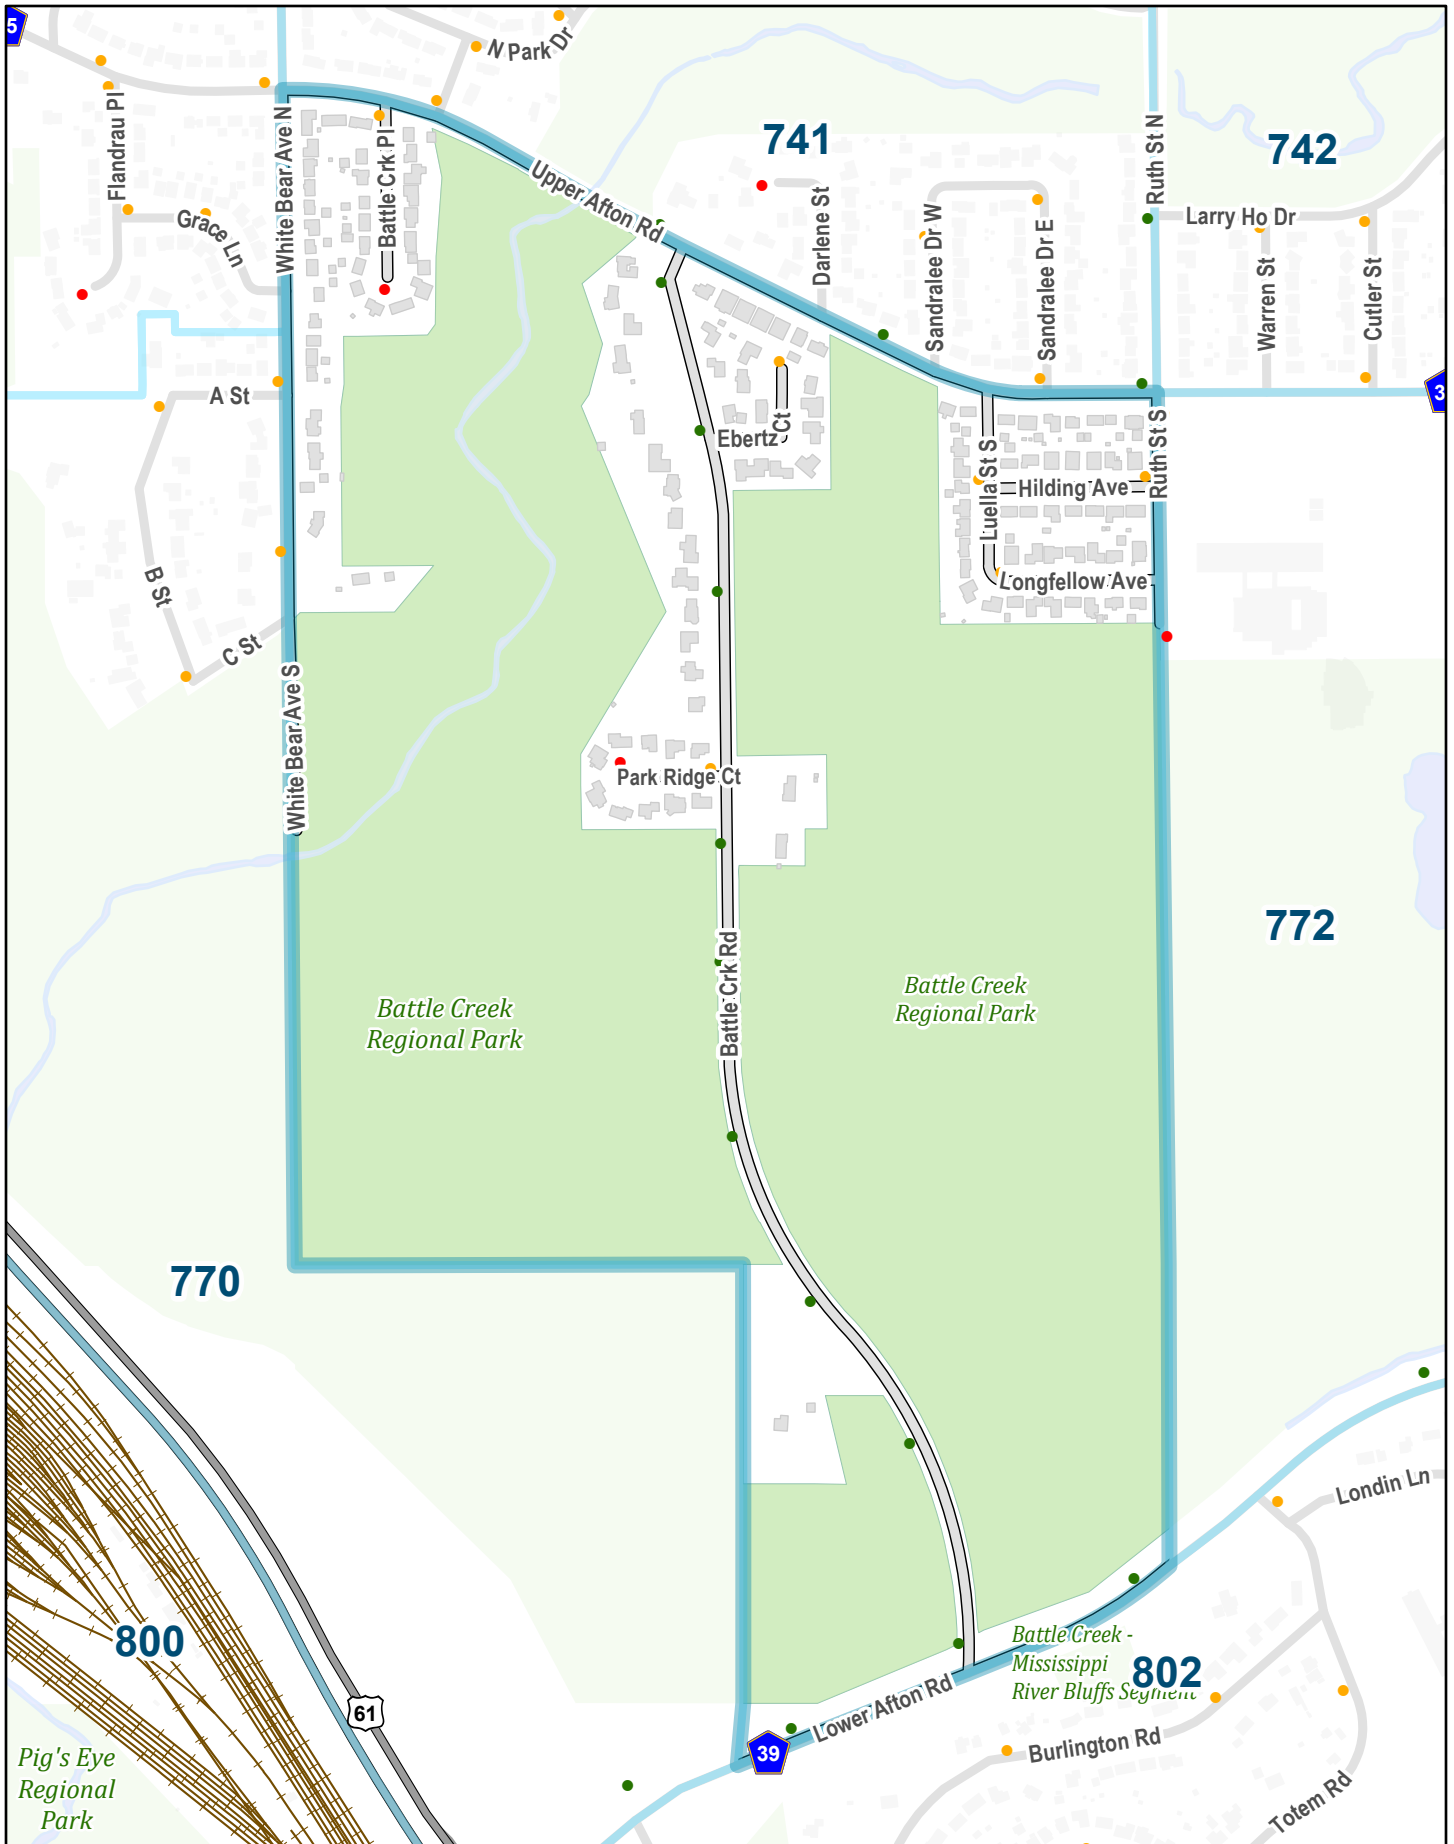 5
N Park Dr
741
742
Flandrau Pl
White Bear Ave N
Battle Crk Pl
Grace Ln
Upper Afton Rd
Darlene St
Sandralee Dr W
Sandralee Dr E
Ruth St N
Larry Ho Dr
Warren St
Cutler St
A St
3
Ebertz Ct
Luella St S
Hilding Ave
Ruth St S
Longfellow Ave
B St
C St
White Bear Ave S
Park Ridge Ct
772
Battle Crk Rd
Battle Creek
Regional Park
Battle Creek
Regional Park
770
Londin Ln
800
61
Battle Creek -
Mississippi
River Bluffs Segment
802
Lower Afton Rd
39
Burlington Rd
Totem Rd
Pig's Eye
Regional
Park